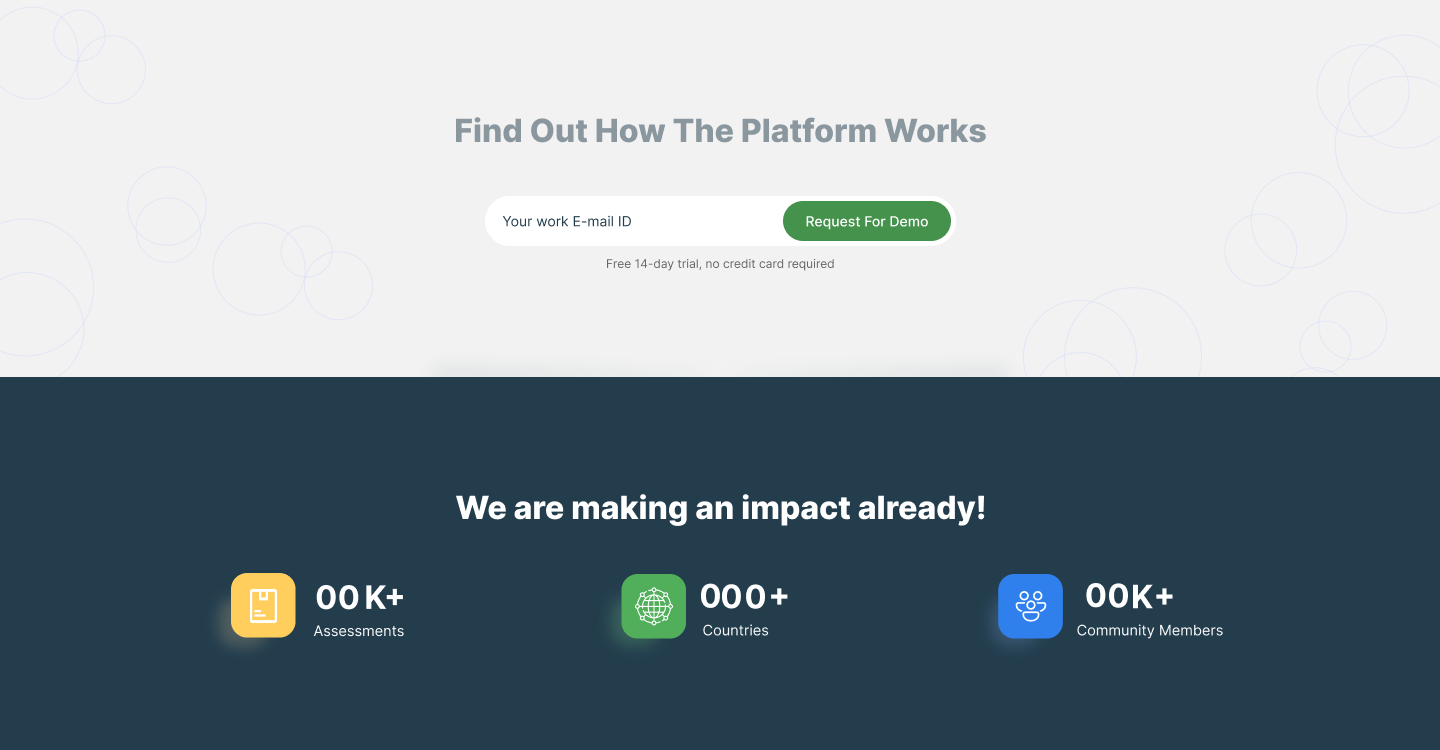 Find Out How The Platform Works
Your work E-mail ID
Request For Demo
Free 14-day trial, no credit card required
We are making an impact already!
00 K+
Assessments
000+
Countries
00K+
Community Members